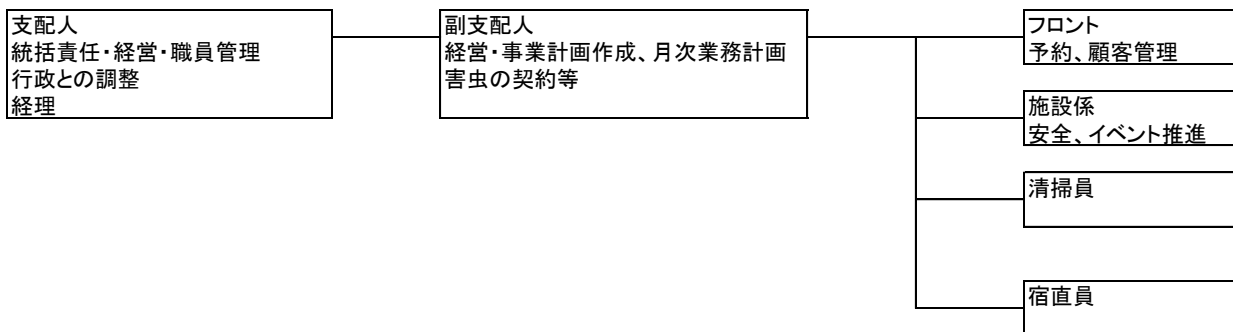 支配人
統括責任・経営・職員管理
行政との調整
経理
副支配人
経営・事業計画作成、月次業務計画
害虫の契約等
フロント
予約、顧客管理
施設係
安全、イベント推進
清掃員
宿直員